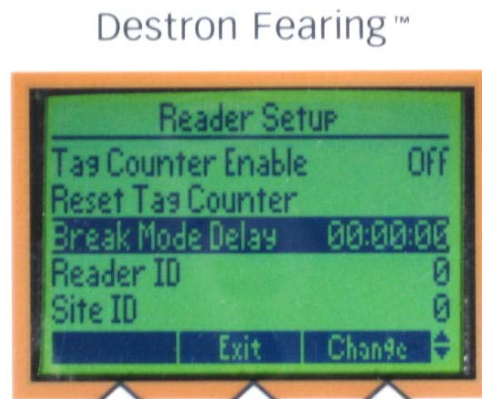 Destron Fearing™
Reader Setup
Tag Counter Enable Off
Reset Tag Counter
Break Mode Delay 00:00:00
Reader ID 0
Site ID 0
Exit Change